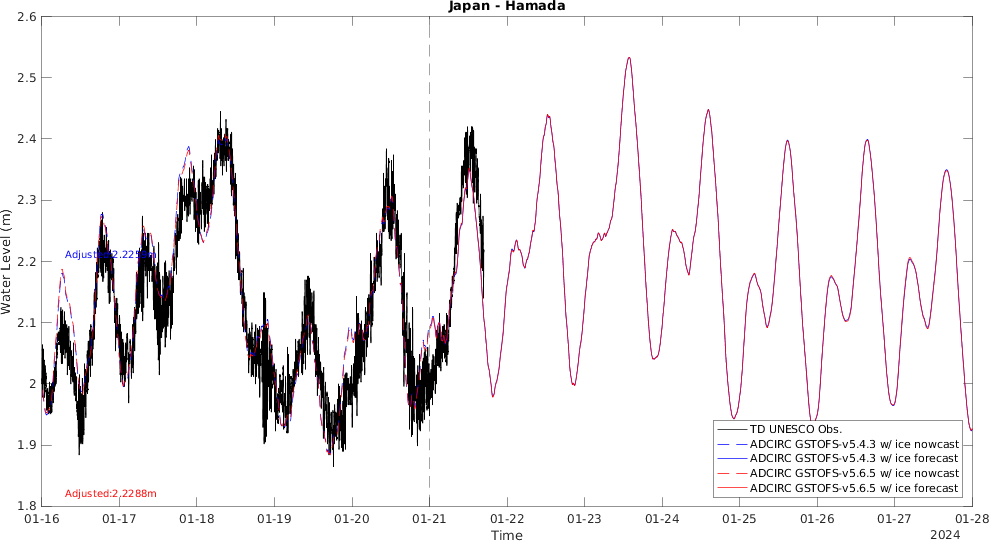 Japan - Hamada
Water Level (m)
2.6
2.5
2.4
2.3
2.2
2.1
2
1.9
1.8
Adjusted:2.2288m
TD UNESCO Obs.
ADCIRC GSTOFS-v5.4.3 w/ ice nowcast
ADCIRC GSTOFS-v5.4.3 w/ ice forecast
ADCIRC GSTOFS-v5.6.5 w/ ice nowcast
ADCIRC GSTOFS-v5.6.5 w/ ice forecast
01-16 01-17 01-18 01-19 01-20 01-21 01-22 01-23 01-24 01-25 01-26 01-27 01-28
Time
2024